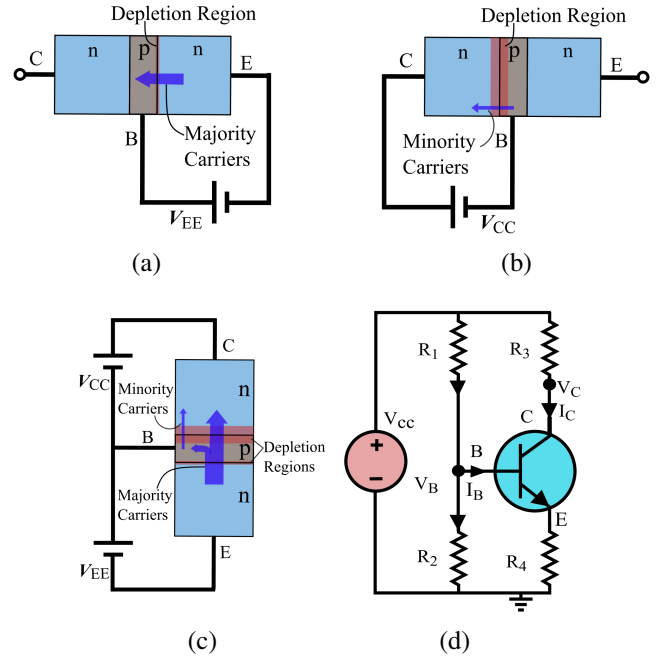 Depletion Region
n p n
C E
B
Majority
Carriers
VEE
(a)
Depletion Region
n p n
C E
B
Minority
Carriers
VCC
(b)
C
VCC
n
Minority
Carriers
B
p
Depletion
Regions
Majority
Carriers
n
VEE
E
(c)
R1 R3
VC
IC
Vcc
C
+
−
B
VB IB
E
R2 R4
(d)